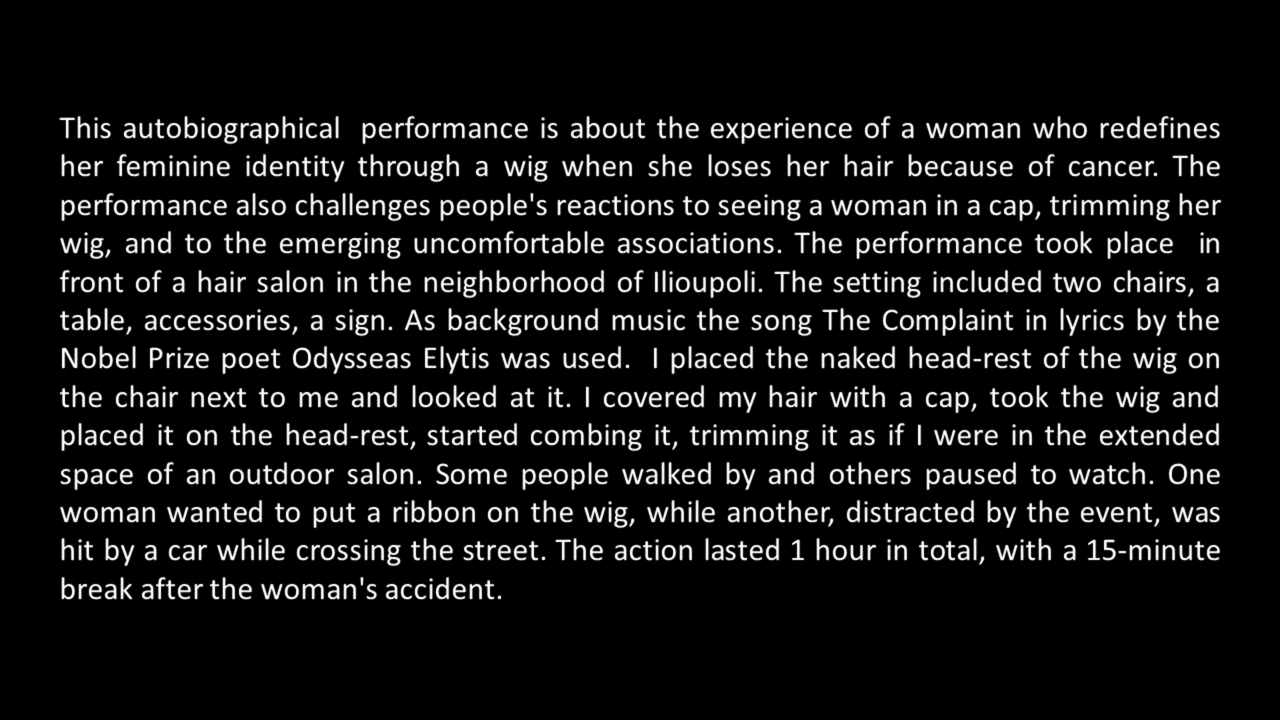 This autobiographical  performance is about the experience of a woman who redefines
her feminine identity through a wig when she loses her hair because of cancer. The
performance also challenges people's reactions to seeing a woman in a cap, trimming her
wig, and to the emerging uncomfortable associations. The performance took place  in
front of a hair salon in the neighborhood of Ilioupoli. The setting included two chairs, a
table, accessories, a sign. As background music the song The Complaint in lyrics by the
Nobel Prize poet Odysseas Elytis was used.  I placed the naked head-rest of the wig on
the chair next to me and looked at it. I covered my hair with a cap, took the wig and
placed it on the head-rest, started combing it, trimming it as if I were in the extended
space of an outdoor salon. Some people walked by and others paused to watch. One
woman wanted to put a ribbon on the wig, while another, distracted by the event, was
hit by a car while crossing the street. The action lasted 1 hour in total, with a 15-minute
break after the woman's accident.